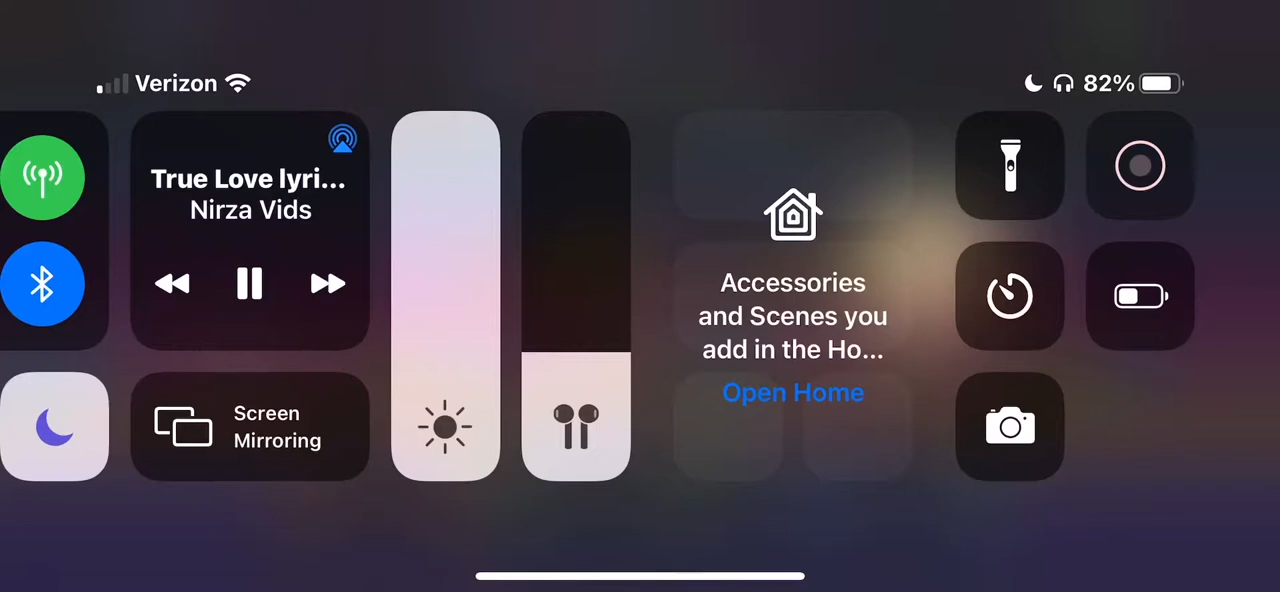 Verizon
82%
True Love lyri...
Nirza Vids
Screen
Mirroring
Accessories
and Scenes you
add in the Ho...
Open Home